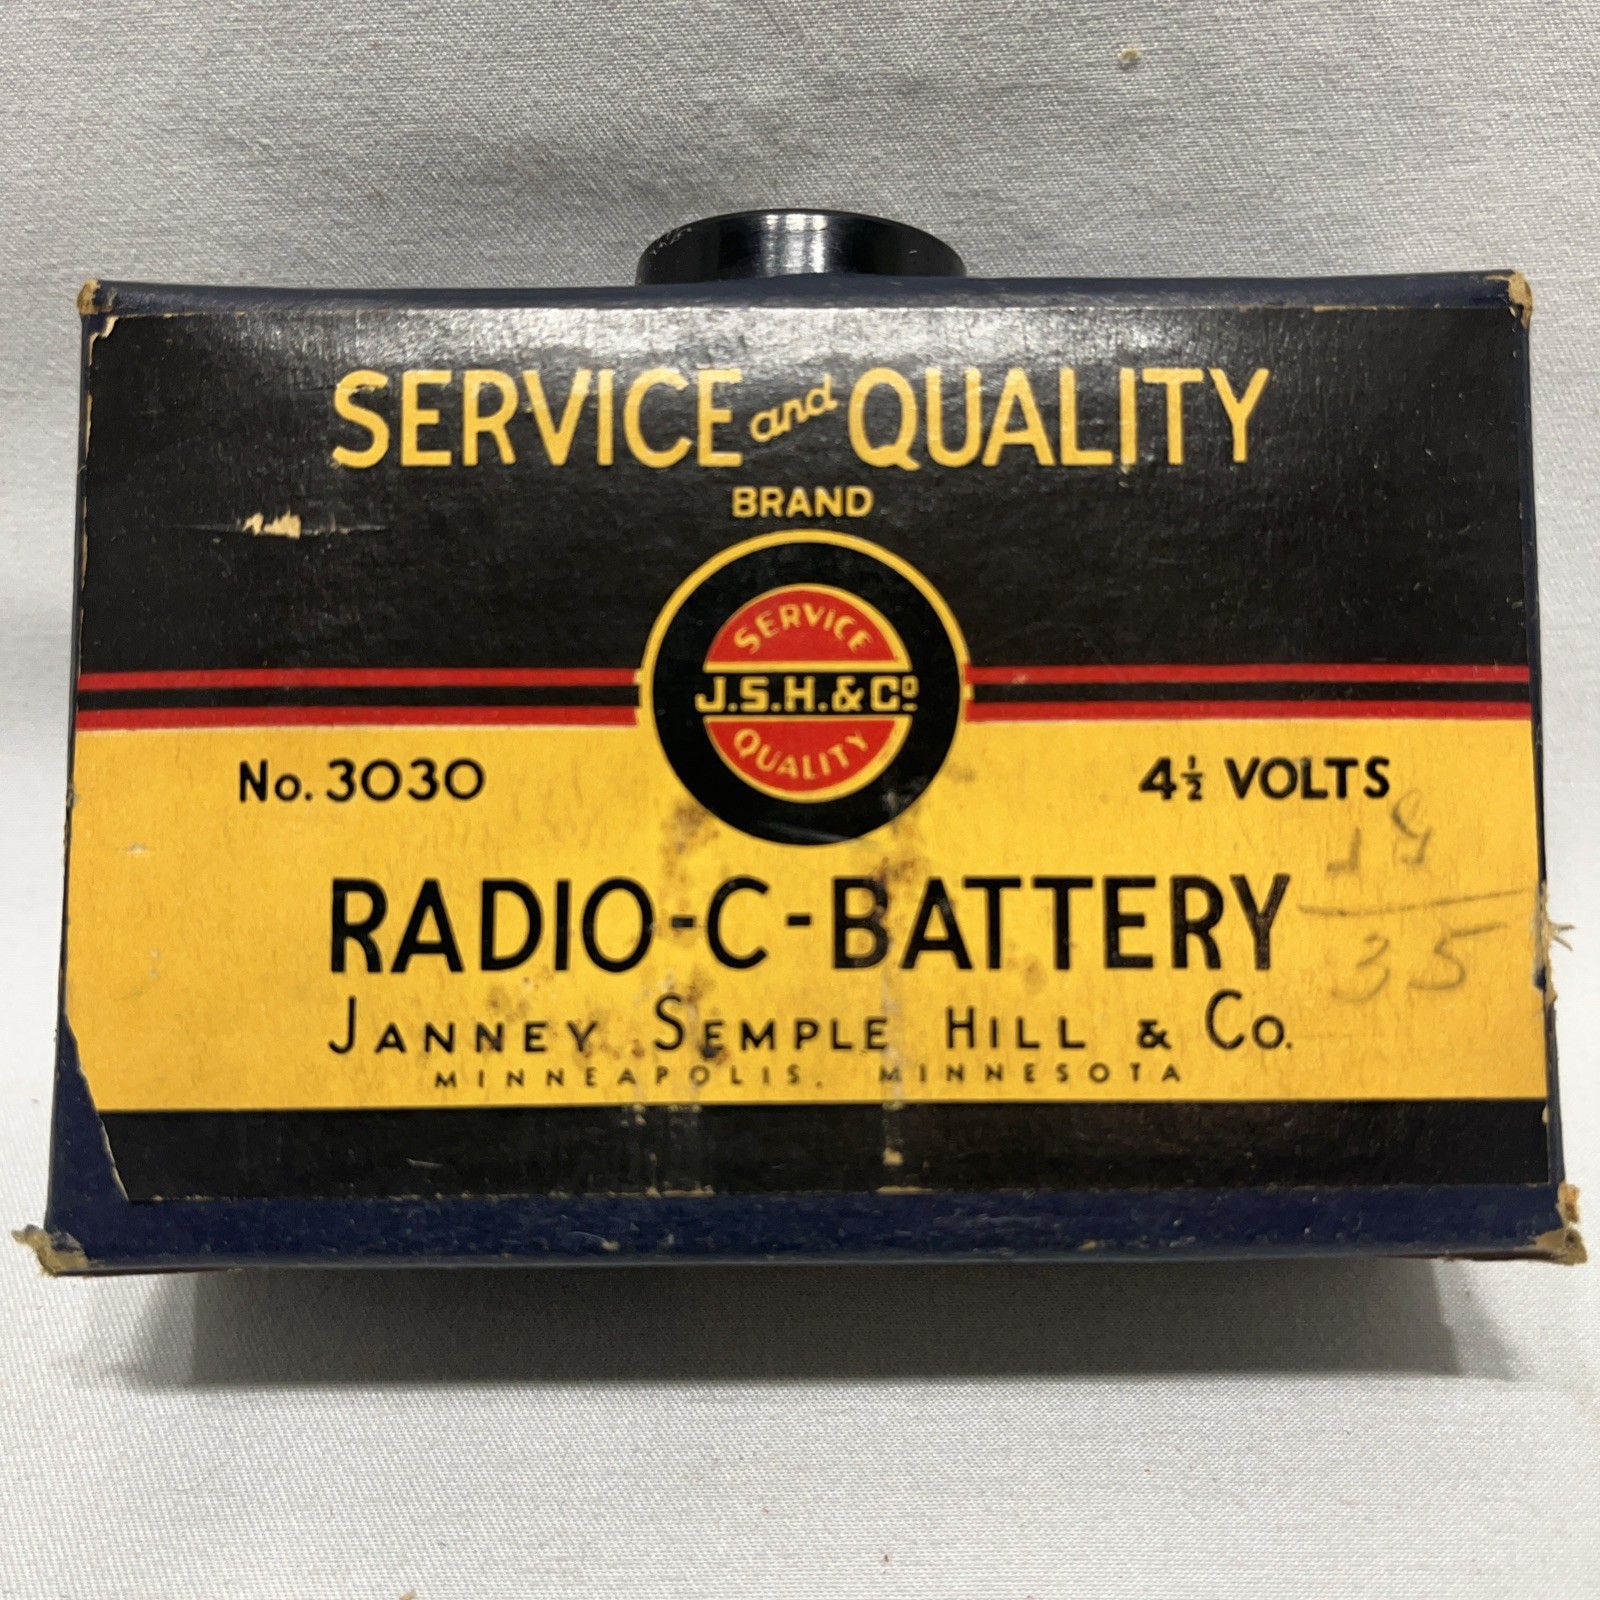 SERVICE and QUALITY
BRAND
SERVICE
J.S.H. & Co
QUALITY
No. 3030
4½ VOLTS
RADIO-C-BATTERY
35
JANNEY SEMPLE HILL & Co.
MINNEAPOLIS, MINNESOTA